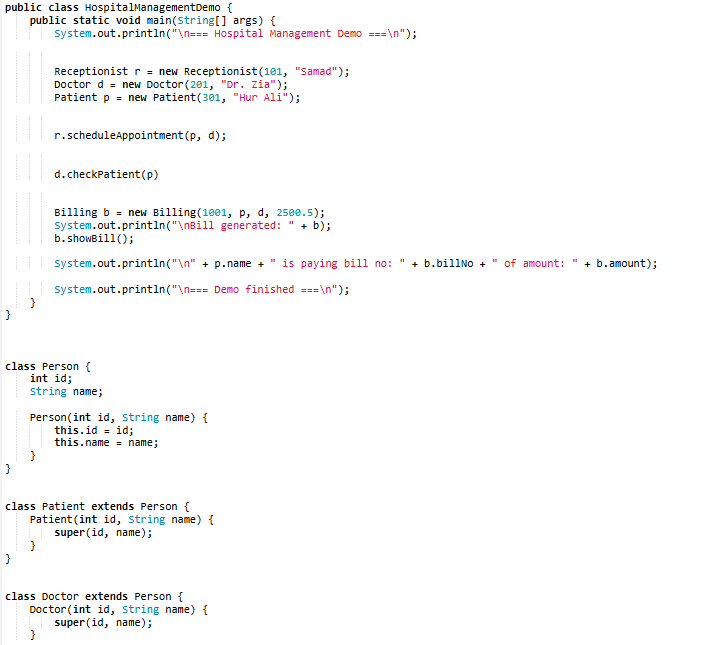 public class HospitalManagementDemo {
    public static void main(String[] args) {
        System.out.println("\n=== Hospital Management Demo ===\n");
        Receptionist r = new Receptionist(101, "Samad");
        Doctor d = new Doctor(201, "Dr. Zia");
        Patient p = new Patient(301, "Hur Ali");
        r.scheduleAppointment(p, d);
        d.checkPatient(p)
        Billing b = new Billing(1001, p, d, 2500.5);
        System.out.println("\nBill generated: " + b);
        b.showBill();
        System.out.println("\n" + p.name + " is paying bill no: " + b.billNo + " of amount: " + b.amount);
        System.out.println("\n=== Demo finished ===\n");
    }
}
class Person {
    int id;
    String name;
    Person(int id, String name) {
        this.id = id;
        this.name = name;
    }
}
class Patient extends Person {
    Patient(int id, String name) {
        super(id, name);
    }
}
class Doctor extends Person {
    Doctor(int id, String name) {
        super(id, name);
    }